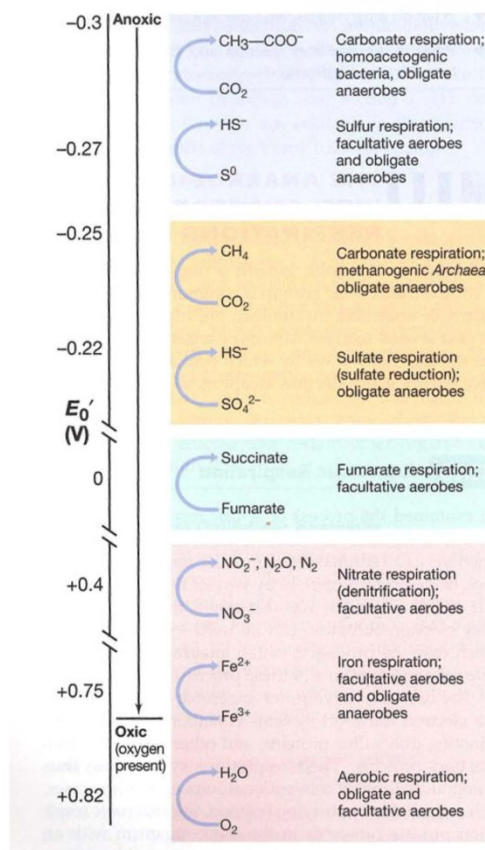 –0.3
Anoxic
CH3—COO⁻
CO₂
Carbonate respiration;
homoacetogenic
bacteria, obligate
anaerobes
–0.27
HS⁻
S⁰
Sulfur respiration;
facultative aerobes
and obligate
anaerobes
–0.25
CH₄
CO₂
Carbonate respiration;
methanogenic Archaea
obligate anaerobes
–0.22
HS⁻
SO₄²⁻
Sulfate respiration
(sulfate reduction);
obligate anaerobes
E₀′
(V)
0
Succinate
Fumarate
Fumarate respiration;
facultative aerobes
+0.4
NO₂⁻, N₂O, N₂
NO₃⁻
Nitrate respiration
(denitrification);
facultative aerobes
+0.75
Fe²⁺
Fe³⁺
Iron respiration;
facultative aerobes
and obligate
anaerobes
Oxic
(oxygen
present)
+0.82
H₂O
O₂
Aerobic respiration;
obligate and
facultative aerobes